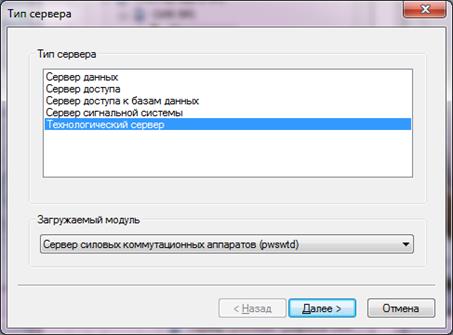 Тип сервера
Тип сервера
Сервер данных
Сервер доступа
Сервер доступа к базам данных
Сервер сигнальной системы
Технологический сервер
Загружаемый модуль
Сервер силовых коммутационных аппаратов (pwswtd)
< Назад
Далее >
Отмена